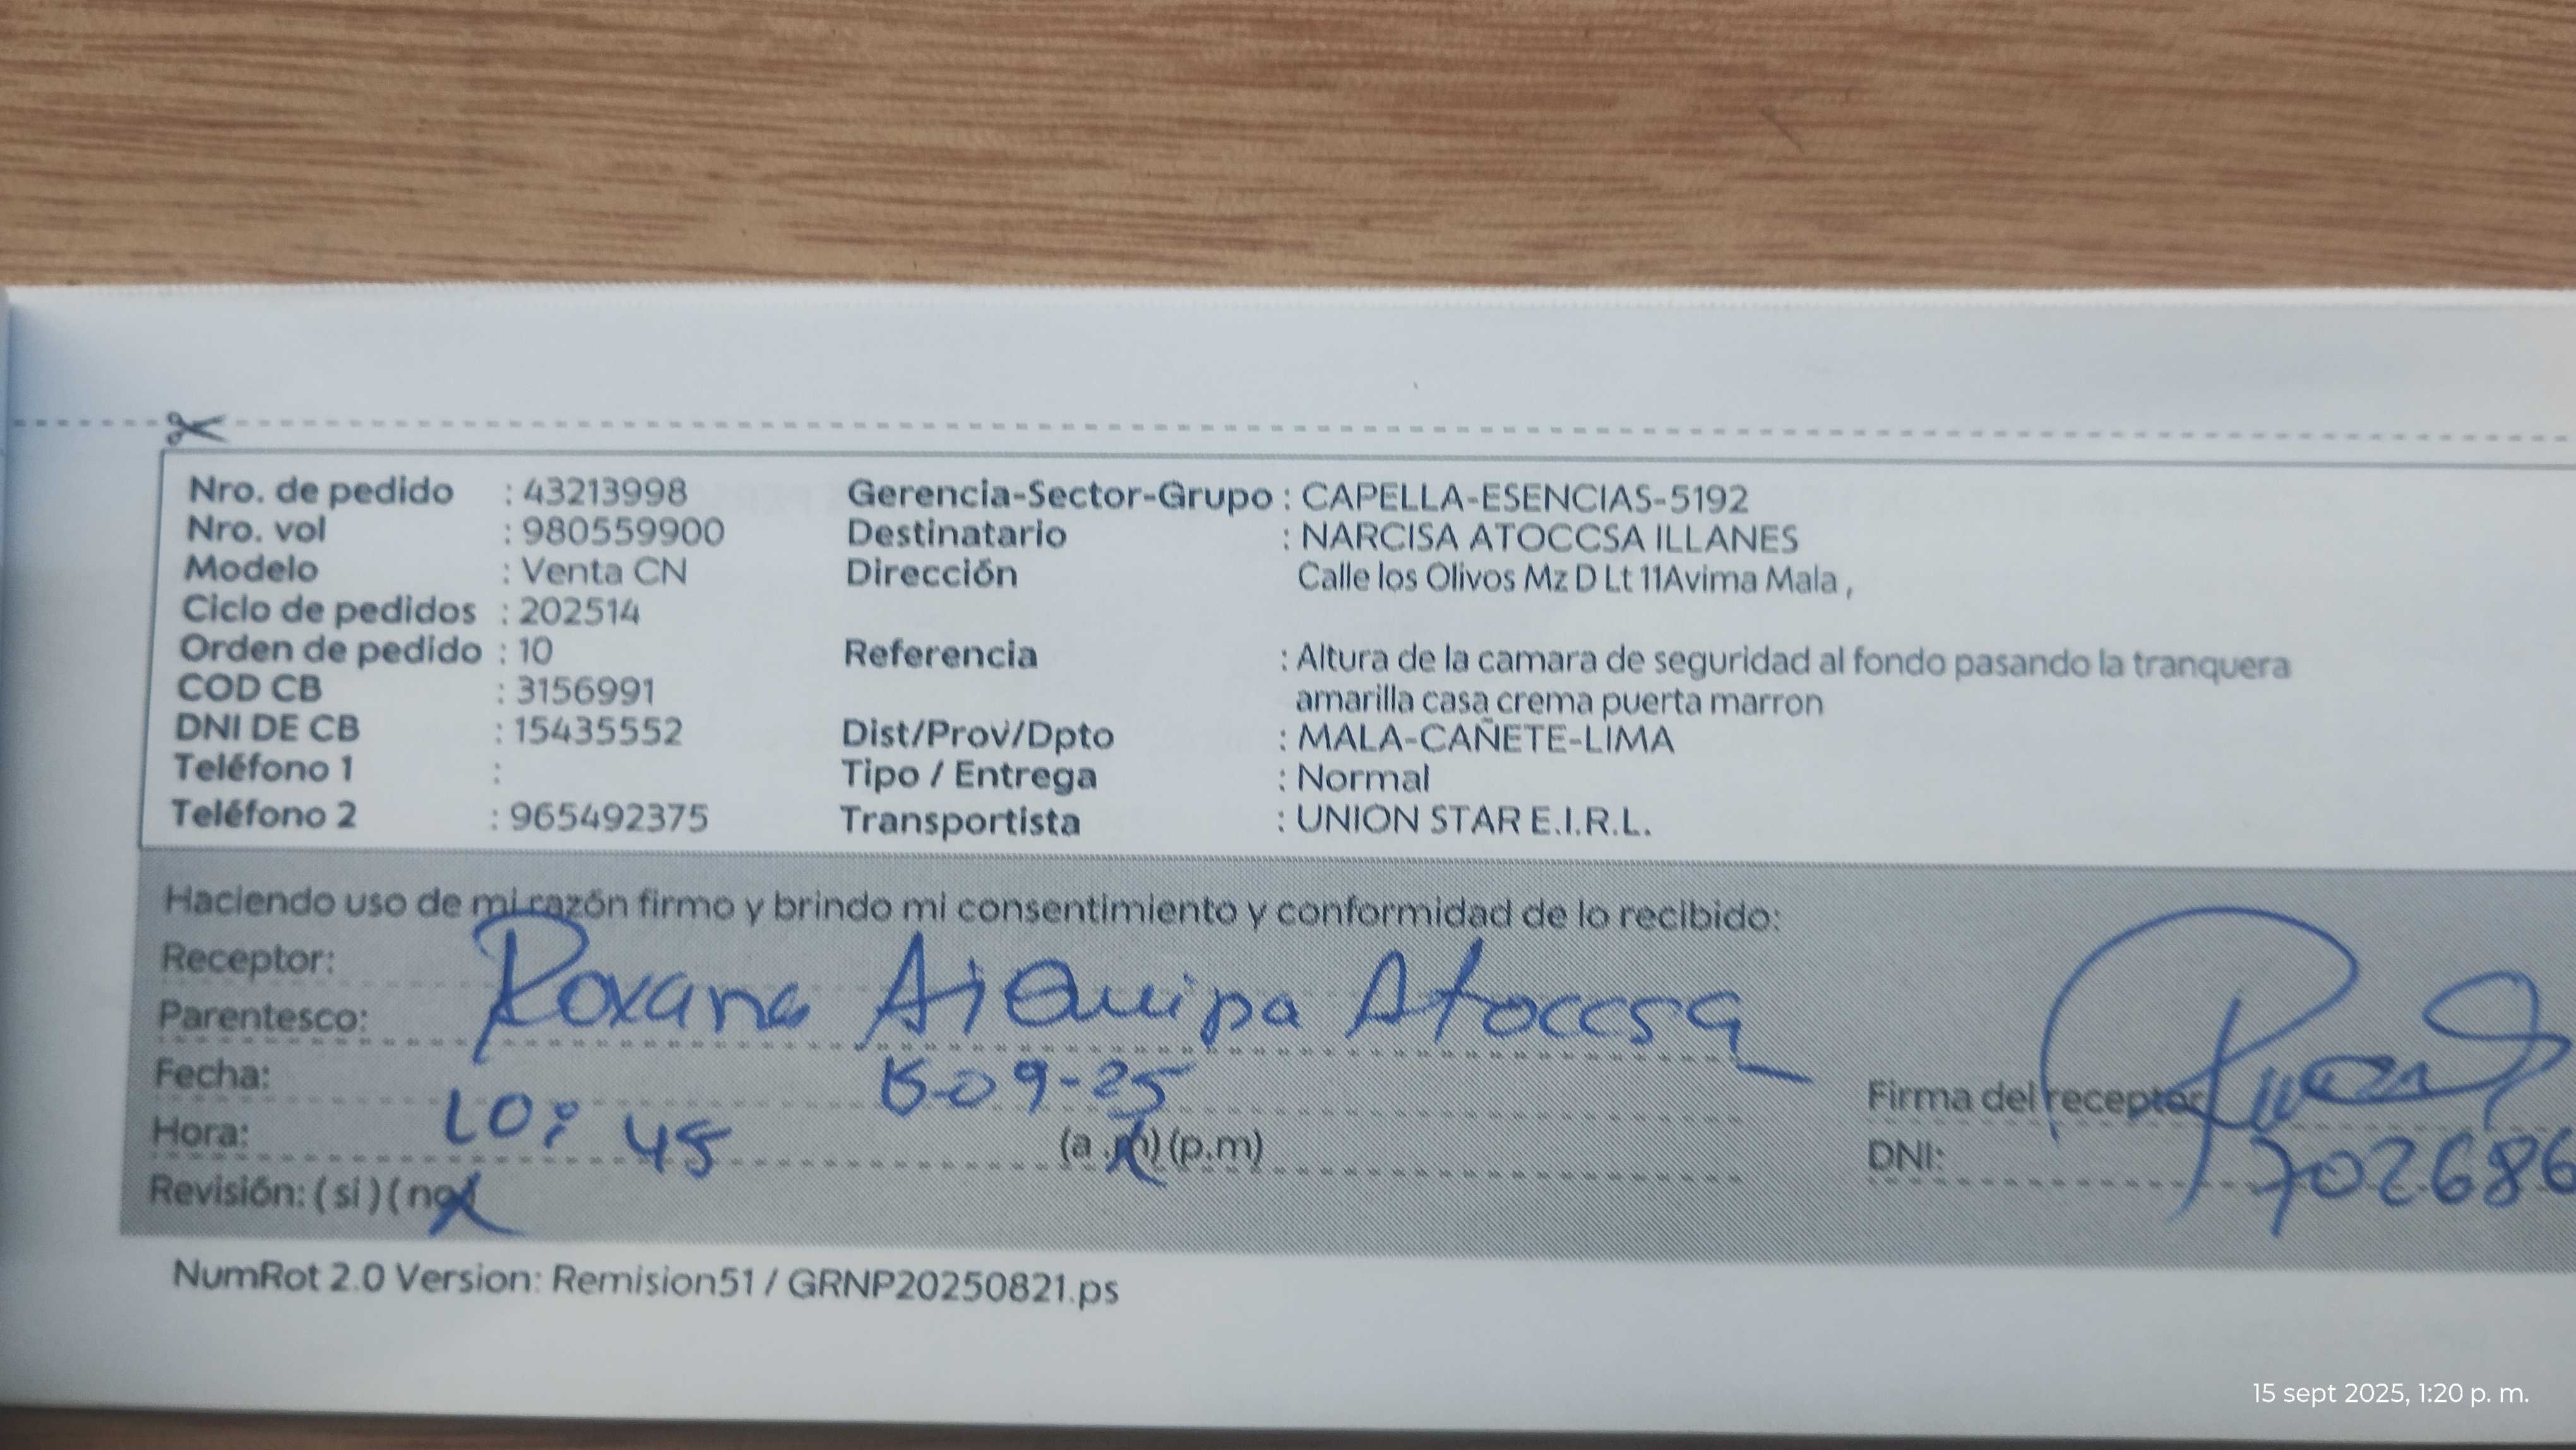 Nro. de pedido : 43213998 Gerencia-Sector-Grupo : CAPELLA-ESENCIAS-5192
Nro. vol : 980559900 Destinatario : NARCISA ATOCCSA ILLANES
Modelo : Venta CN Dirección Calle los Olivos Mz D Lt 11Avima Mala ,
Ciclo de pedidos : 202514
Orden de pedido : 10 Referencia : Altura de la camara de seguridad al fondo pasando la tranquera
COD CB : 3156991 amarilla casa crema puerta marron
DNI DE CB : 15435552 Dist/Prov/Dpto : MALA-CAÑETE-LIMA
Teléfono 1 : Tipo / Entrega : Normal
Teléfono 2 : 965492375 Transportista : UNION STAR E.I.R.L.
Haciendo uso de mi razón firmo y brindo mi consentimiento y conformidad de lo recibido:
Receptor: Roxana AiQuipa Atoccsa
Parentesco:
Fecha: 15-09-25 Firma del receptor
Hora: 10: 45 (a.m) (p.m) DNI: 702686
Revisión: ( si ) ( no )
NumRot 2.0 Version: Remision51 / GRNP20250821.ps
15 sept 2025, 1:20 p. m.